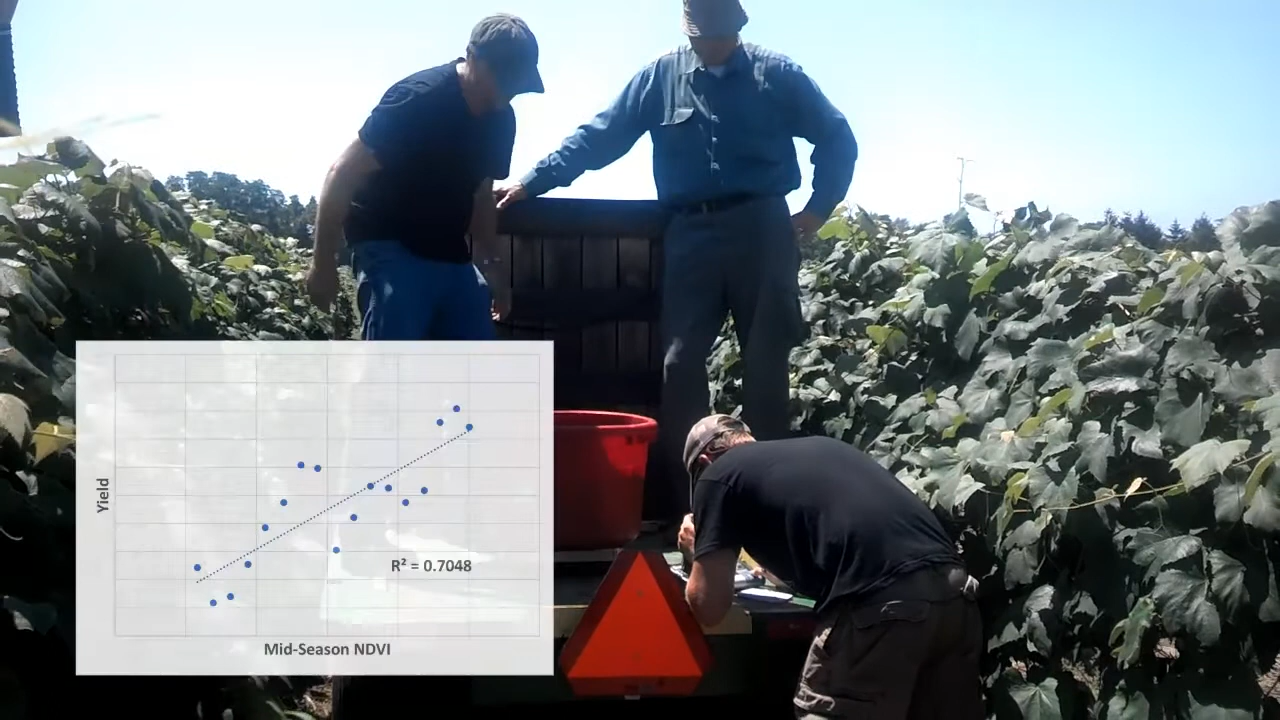 Yield
R² = 0.7048
Mid-Season NDVI